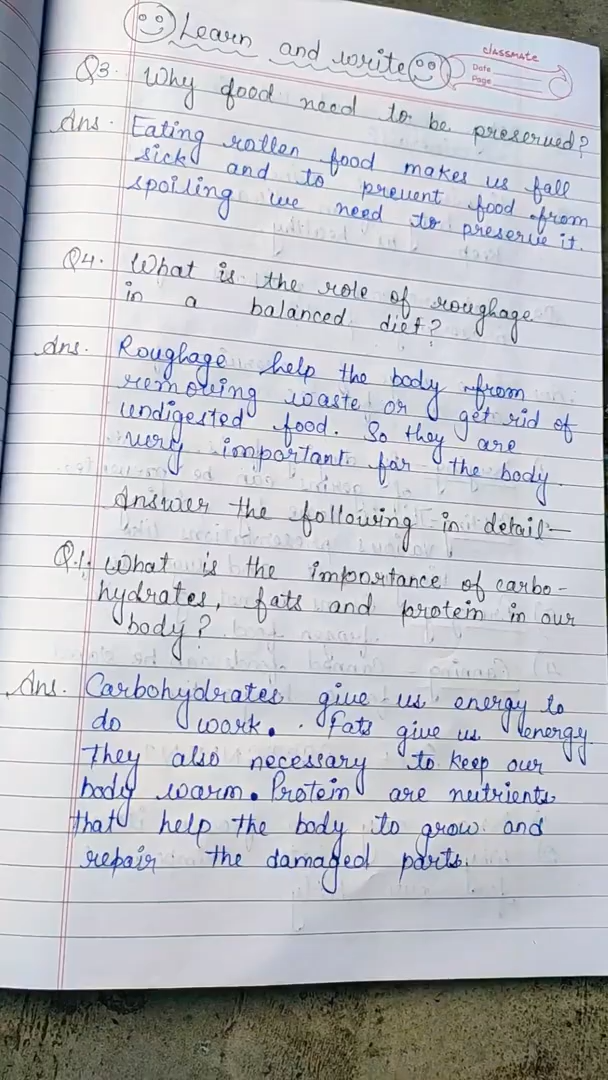 Learn and write
classmate
Date
Page
Q3. Why food need to be preserved?
Ans. Eating rotten food makes us fall
sick and to prevent food from
spoiling we need to preserve it.
Q4. What is the role of roughage
in a balanced diet?
Ans. Roughage help the body from
removing waste or get rid of
undigested food. So they are
very important for the body.
Answer the following in detail-
Q.1. What is the importance of carbo-
hydrates, fats and protein in our
body?
Ans. Carbohydrates give us energy to
do work. Fats give us energy
They also necessary to keep our
body warm. Protein are nutrients
that help the body to grow and
repair the damaged parts.